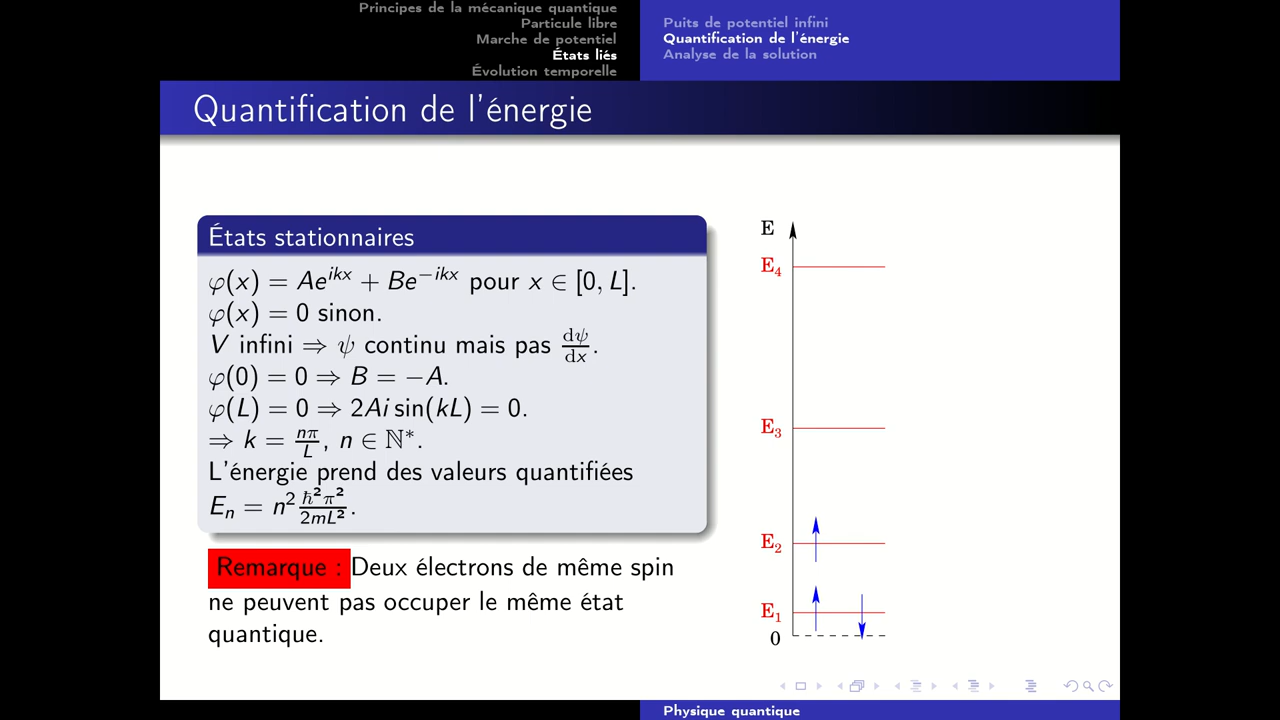 Principes de la mécanique quantique
Particule libre
Marche de potentiel
États liés
Évolution temporelle
Puits de potentiel infini
Quantification de l'énergie
Analyse de la solution
Quantification de l'énergie
États stationnaires
φ(x) = Ae^{ikx} + Be^{−ikx} pour x ∈ [0, L].
φ(x) = 0 sinon.
V infini ⇒ ψ continu mais pas dψ/dx.
φ(0) = 0 ⇒ B = −A.
φ(L) = 0 ⇒ 2Ai sin(kL) = 0.
⇒ k = nπ/L, n ∈ ℕ*.
L'énergie prend des valeurs quantifiées
E_n = n² ħ²π²/2mL².
Remarque : Deux électrons de même spin
ne peuvent pas occuper le même état
quantique.
E
E₄
E₃
E₂
E₁
0
Physique quantique